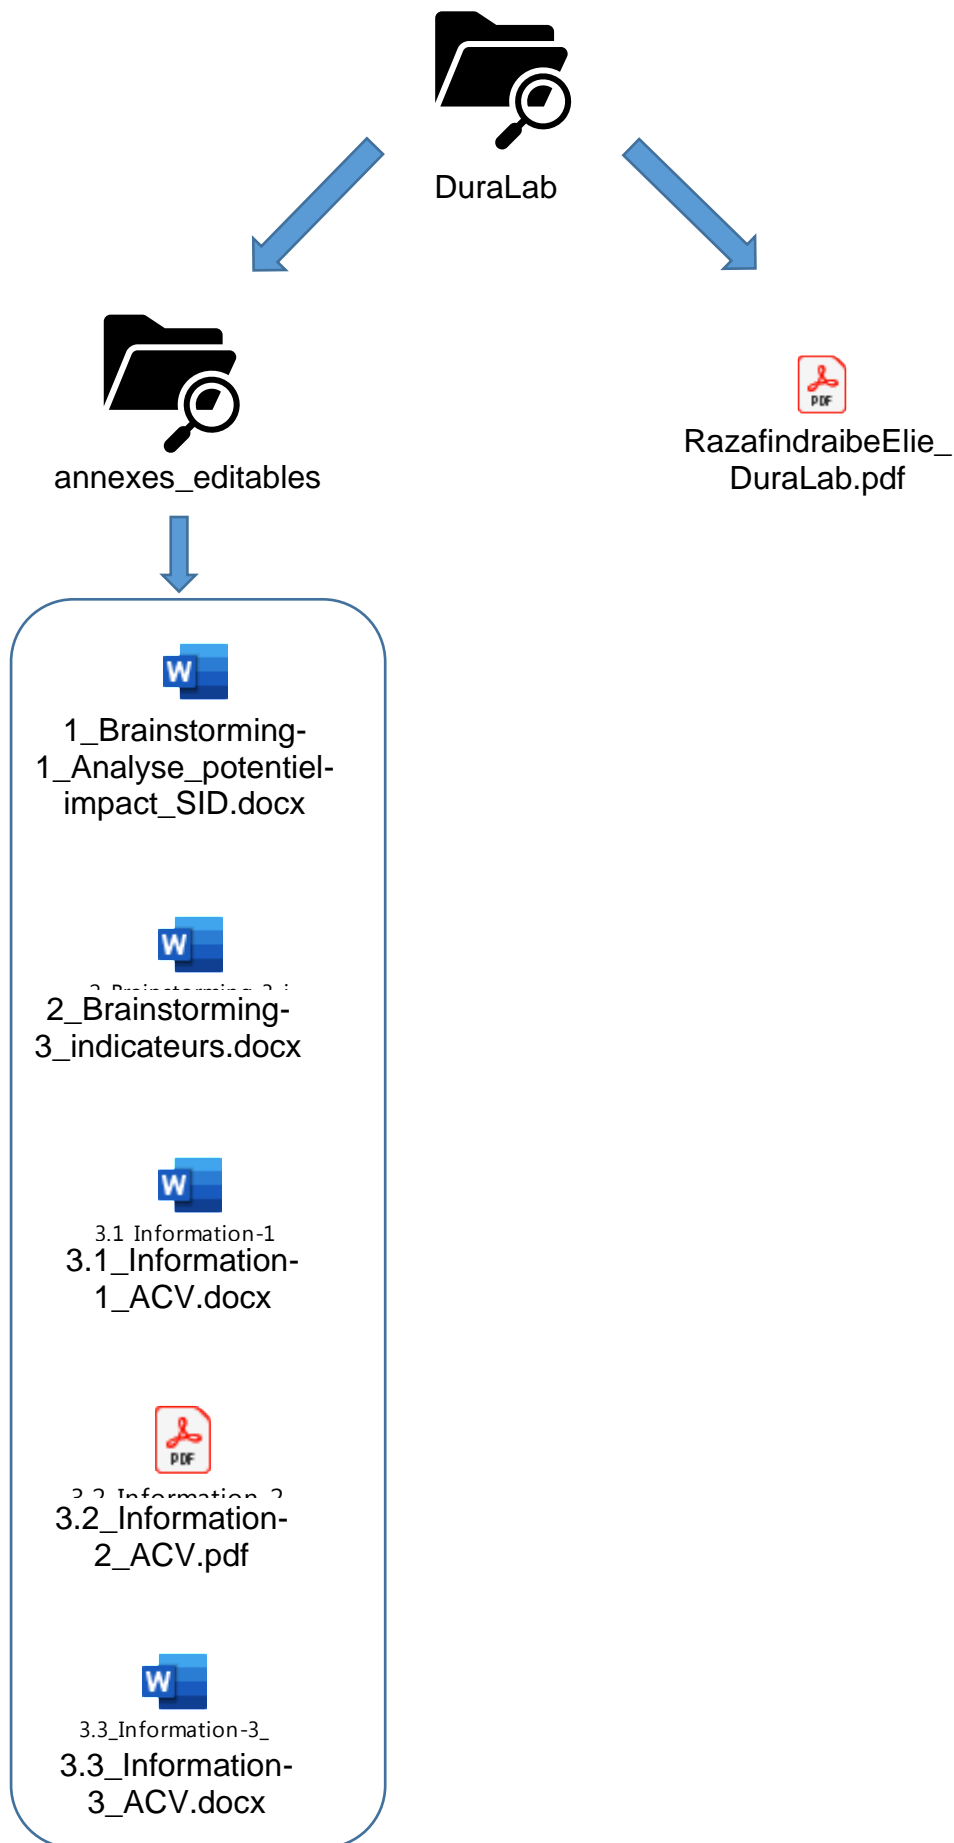 DuraLab
annexes_editables
PDF
RazafindraibeElie_
DuraLab.pdf
W
1_Brainstorming-
1_Analyse_potentiel-
impact_SID.docx
W
2_Brainstorming-
3_indicateurs.docx
W
3.1 Information-1
3.1_Information-
1_ACV.docx
PDF
3.2_Information-
2_ACV.pdf
W
3.3_Information-3_
3.3_Information-
3_ACV.docx